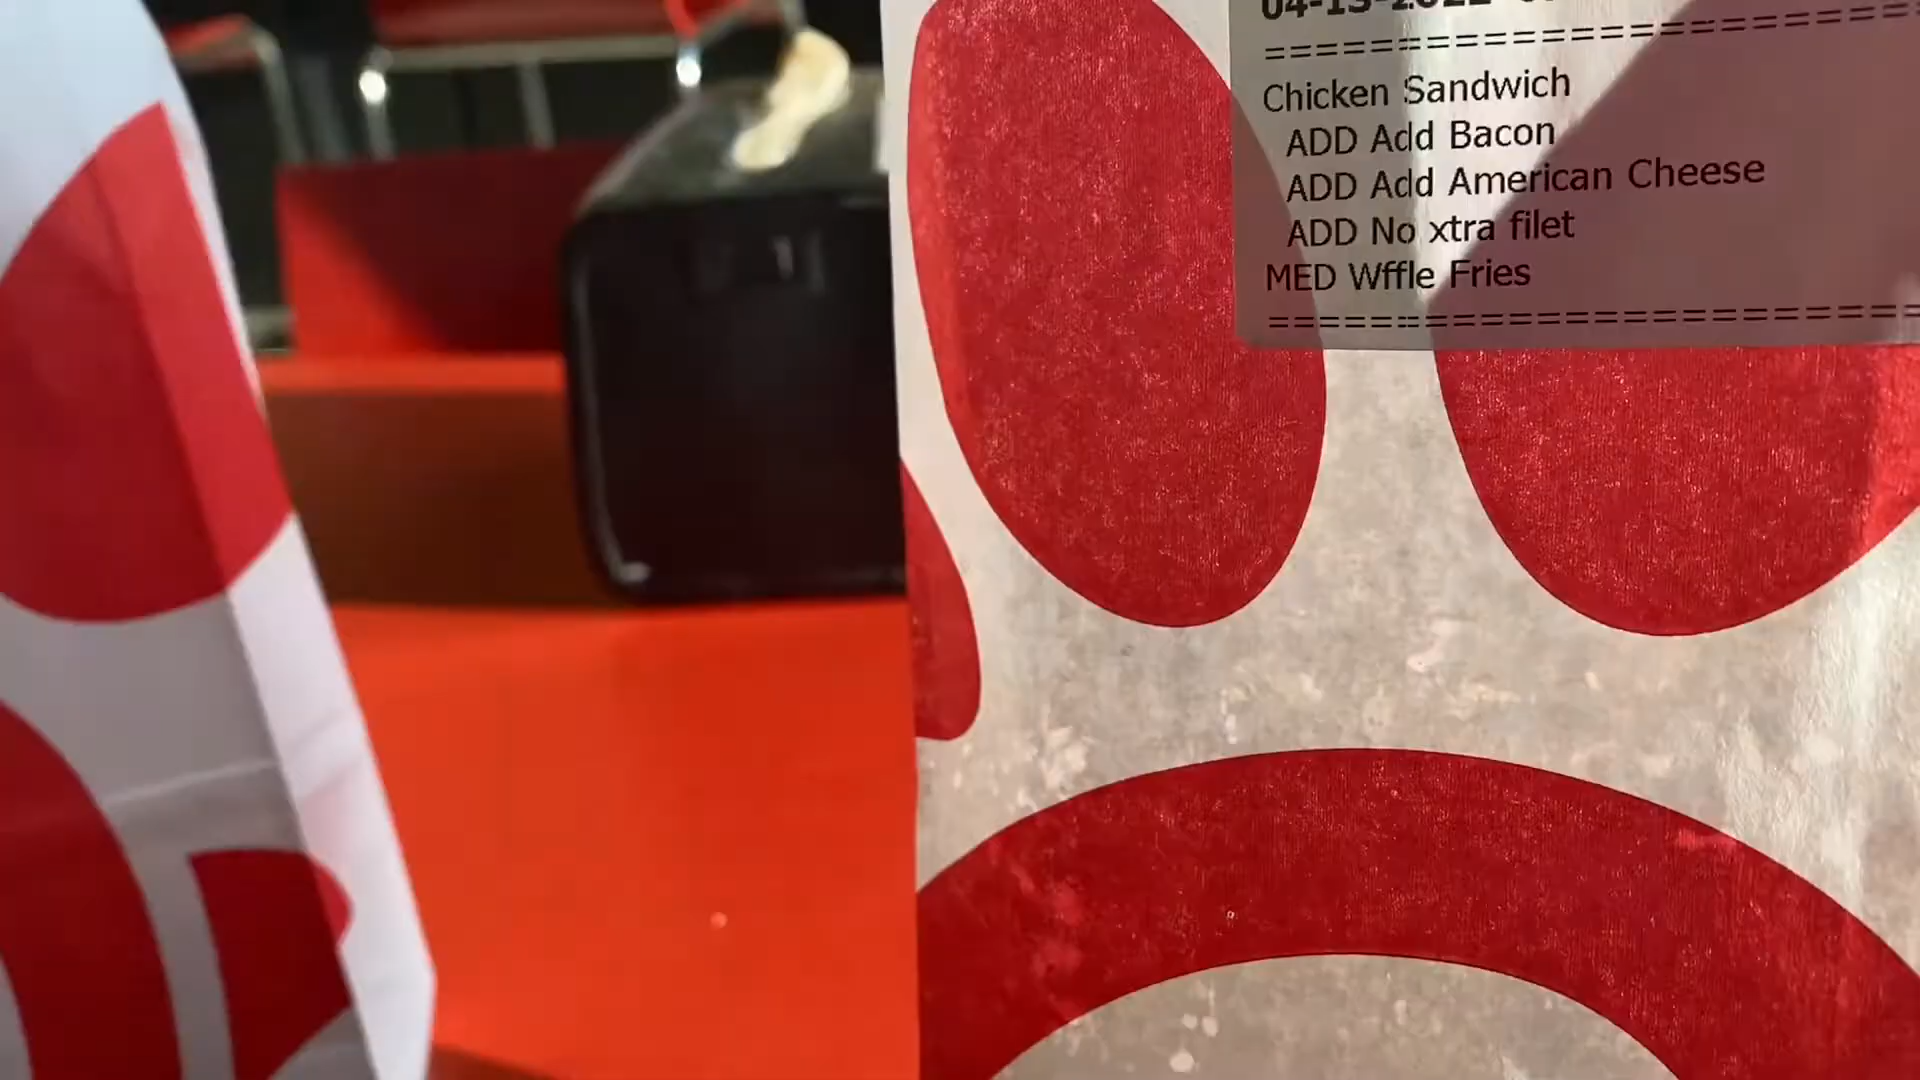 Chicken Sandwich
ADD Add Bacon
ADD Add American Cheese
ADD No xtra filet
MED Wffle Fries